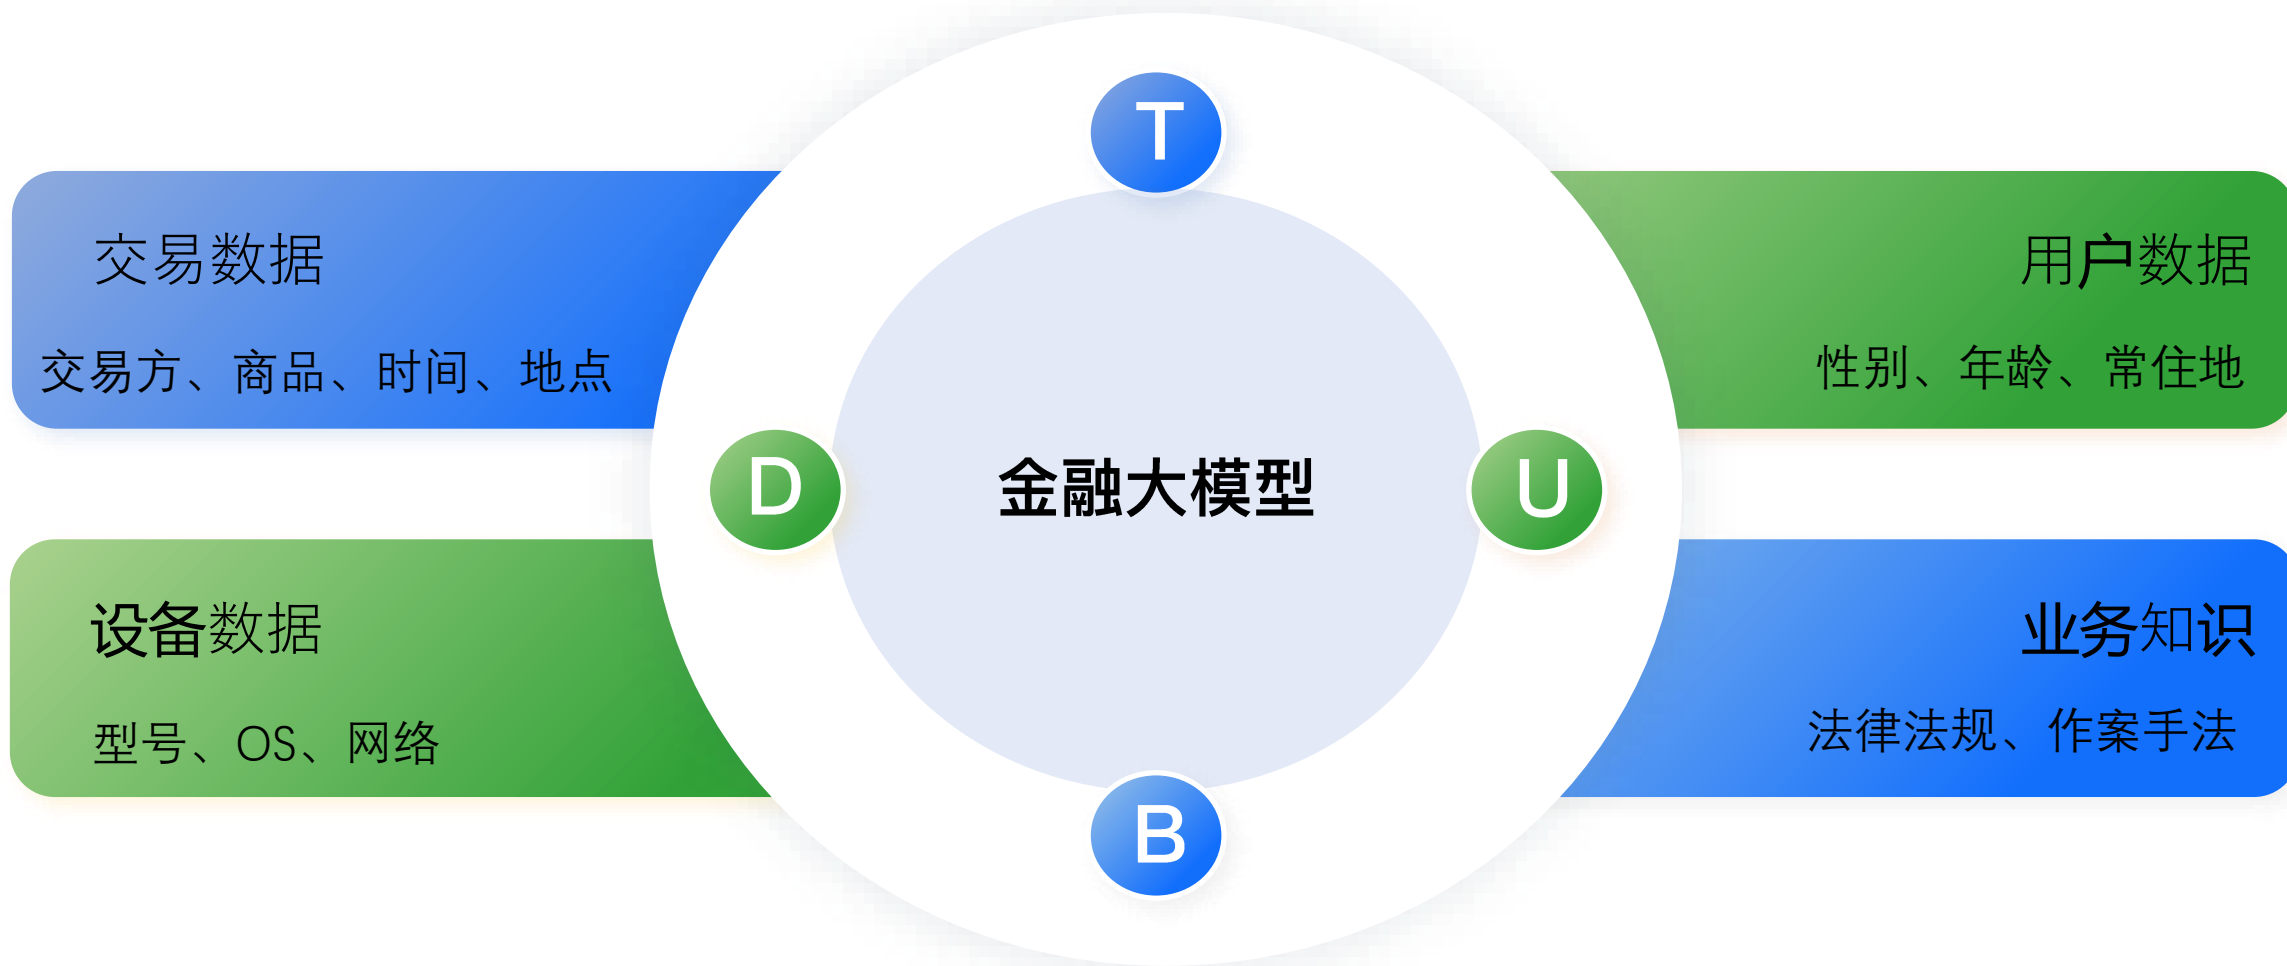 T
交易数据
交易方、商品、时间、地点
用户数据
性别、年龄、常住地
D
金融大模型
U
设备数据
型号、OS、网络
业务知识
法律法规、作案手法
B